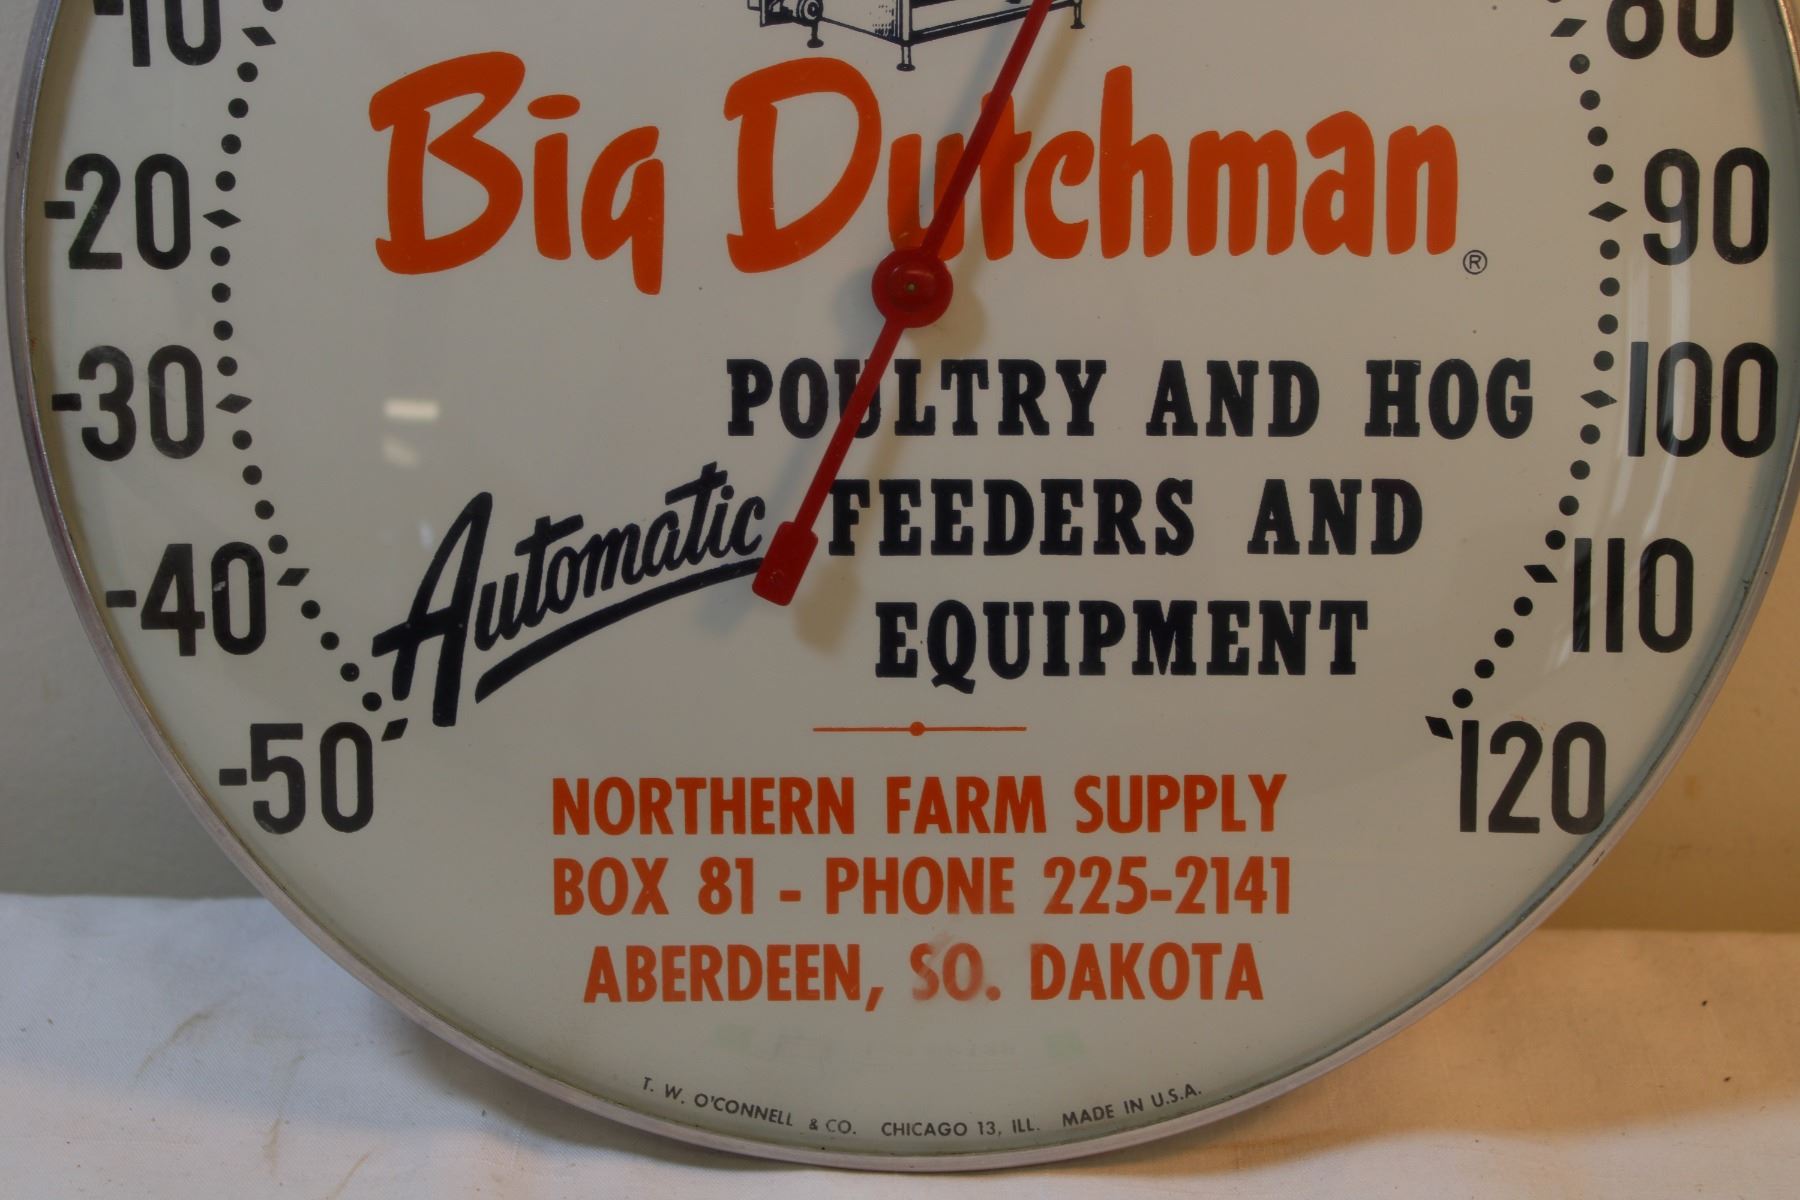 -10
80
Big Dutchman ®
-20
90
POULTRY AND HOG
-30
100
Automatic FEEDERS AND
-40
110
EQUIPMENT
-50
120
NORTHERN FARM SUPPLY
BOX 81 - PHONE 225-2141
ABERDEEN, SO. DAKOTA
T. W. O'CONNELL & CO. CHICAGO 13, ILL. MADE IN U.S.A.